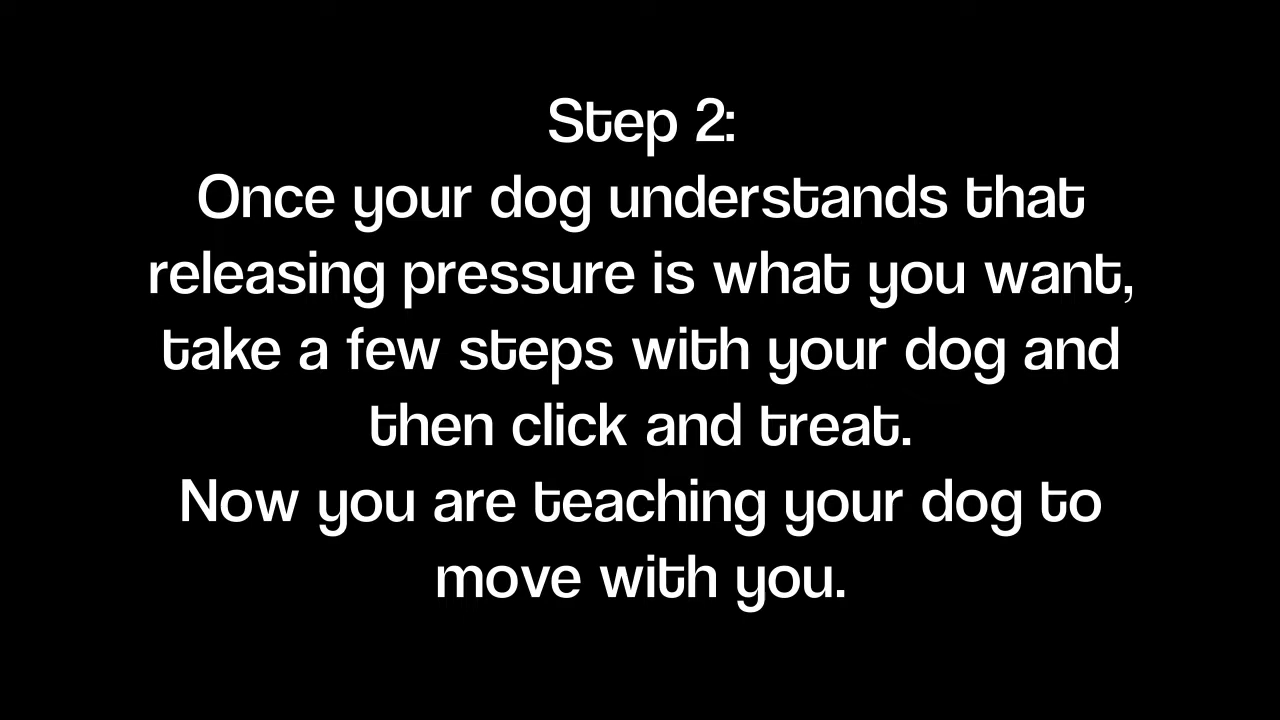 Step 2:
Once your dog understands that
releasing pressure is what you want,
take a few steps with your dog and
then click and treat.
Now you are teaching your dog to
move with you.